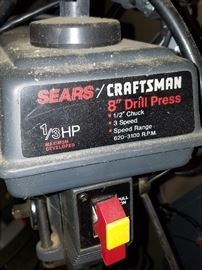 SEARS / CRAFTSMAN
8" Drill Press
• 1/2" Chuck
• 3 Speed
• Speed Range
620-3100 R.P.M.
1/3 HP
MAXIMUM
DEVELOPED